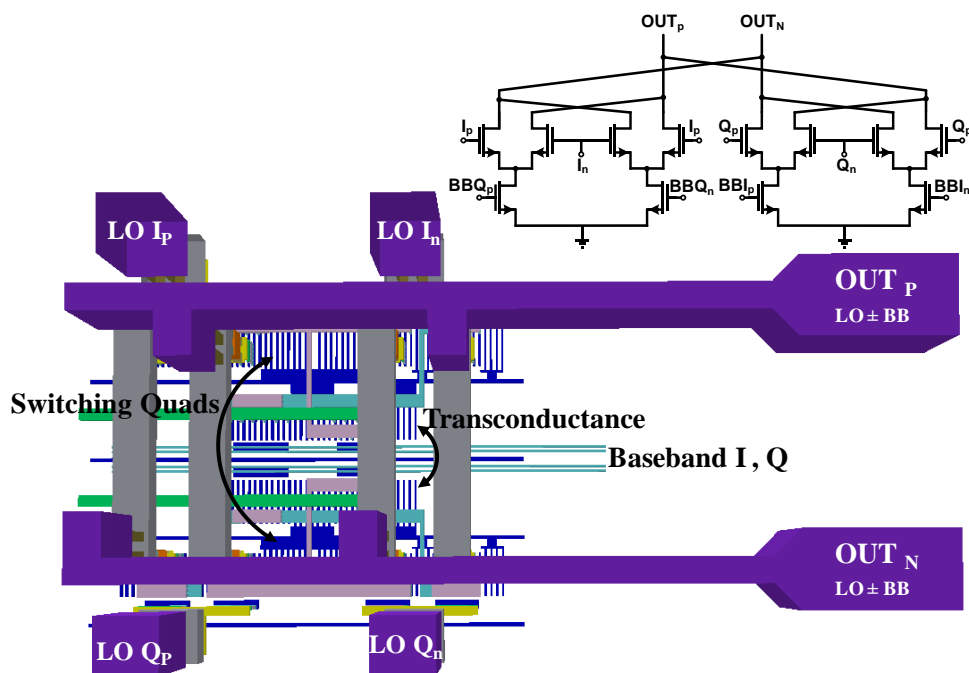 OUTp OUTN
Ip Ip Qp Qp
In Qn
BBQp BBQn BBIp BBIn
LO IP LO In
OUT P
LO ± BB
Switching Quads
Transconductance
Baseband I , Q
OUT N
LO ± BB
LO QP LO Qn